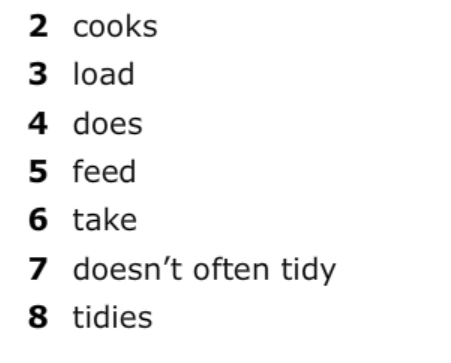 2 cooks
3 load
4 does
5 feed
6 take
7 doesn’t often tidy
8 tidies